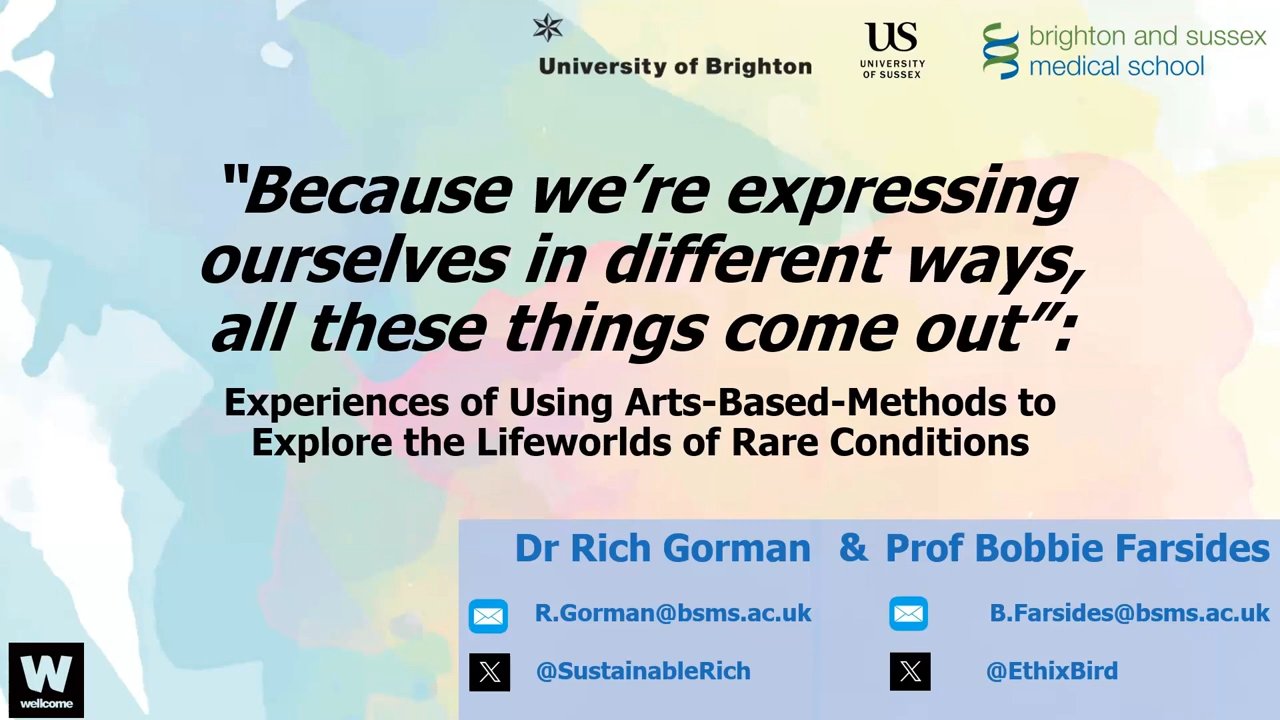 University of Brighton
US
UNIVERSITY
OF SUSSEX
brighton and sussex
medical school
“Because we’re expressing
ourselves in different ways,
all these things come out”:
Experiences of Using Arts-Based-Methods to
Explore the Lifeworlds of Rare Conditions
Dr Rich Gorman & Prof Bobbie Farsides
R.Gorman@bsms.ac.uk B.Farsides@bsms.ac.uk
@SustainableRich @EthixBird
W
wellcome